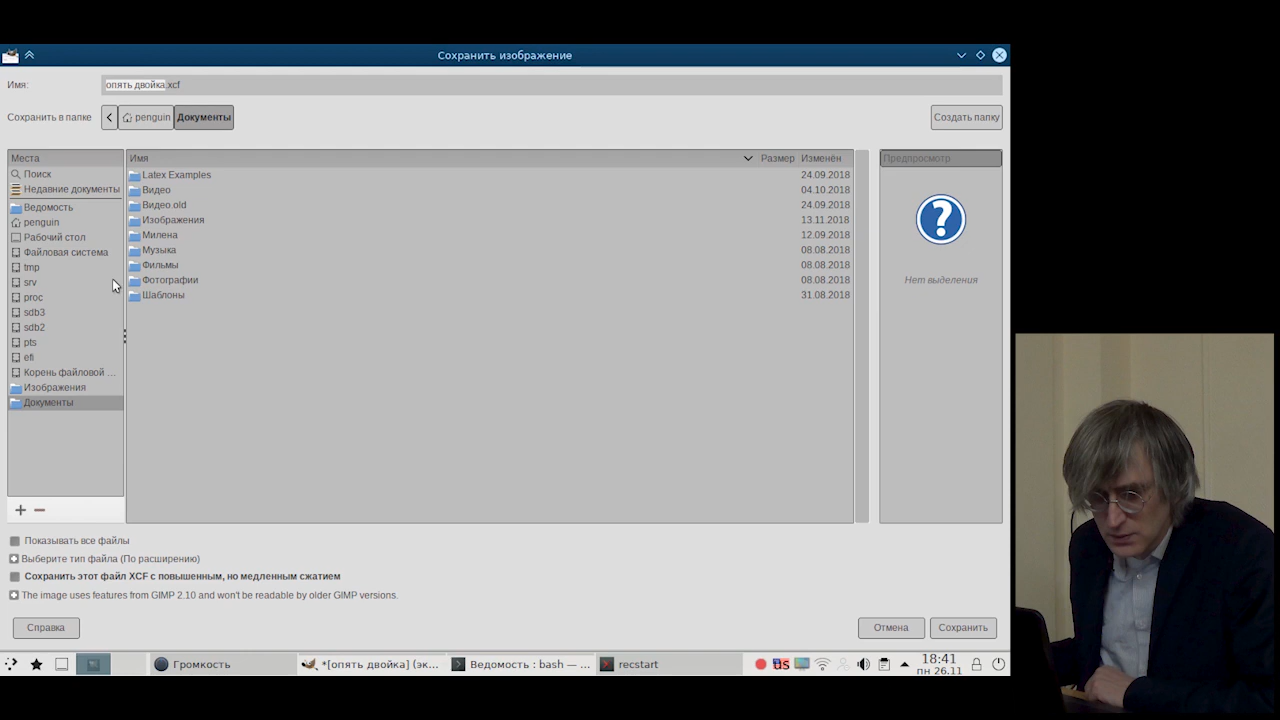 Сохранить изображение
Имя: опять двойка.xcf
Сохранить в папке penguin Документы Создать папку
Места Имя Размер Изменён Предпросмотр
Поиск
Недавние документы
Ведомость
penguin
Рабочий стол
Файловая система
tmp
srv
proc
sdb3
sdb2
pts
efi
Корень файловой ...
Изображения
Документы
Latex Examples 24.09.2018
Видео 04.10.2018
Видео.old 24.09.2018
Изображения 13.11.2018
Милена 12.09.2018
Музыка 08.08.2018
Фильмы 08.08.2018
Фотографии 08.08.2018
Шаблоны 31.08.2018
Нет выделения
Показывать все файлы
Выберите тип файла (По расширению)
Сохранить этот файл XCF с повышенным, но медленным сжатием
The image uses features from GIMP 2.10 and won't be readable by older GIMP versions.
Справка Отмена Сохранить
Громкость *[опять двойка] (эк... Ведомость : bash — ... recstart us 18:41
пн 26.11